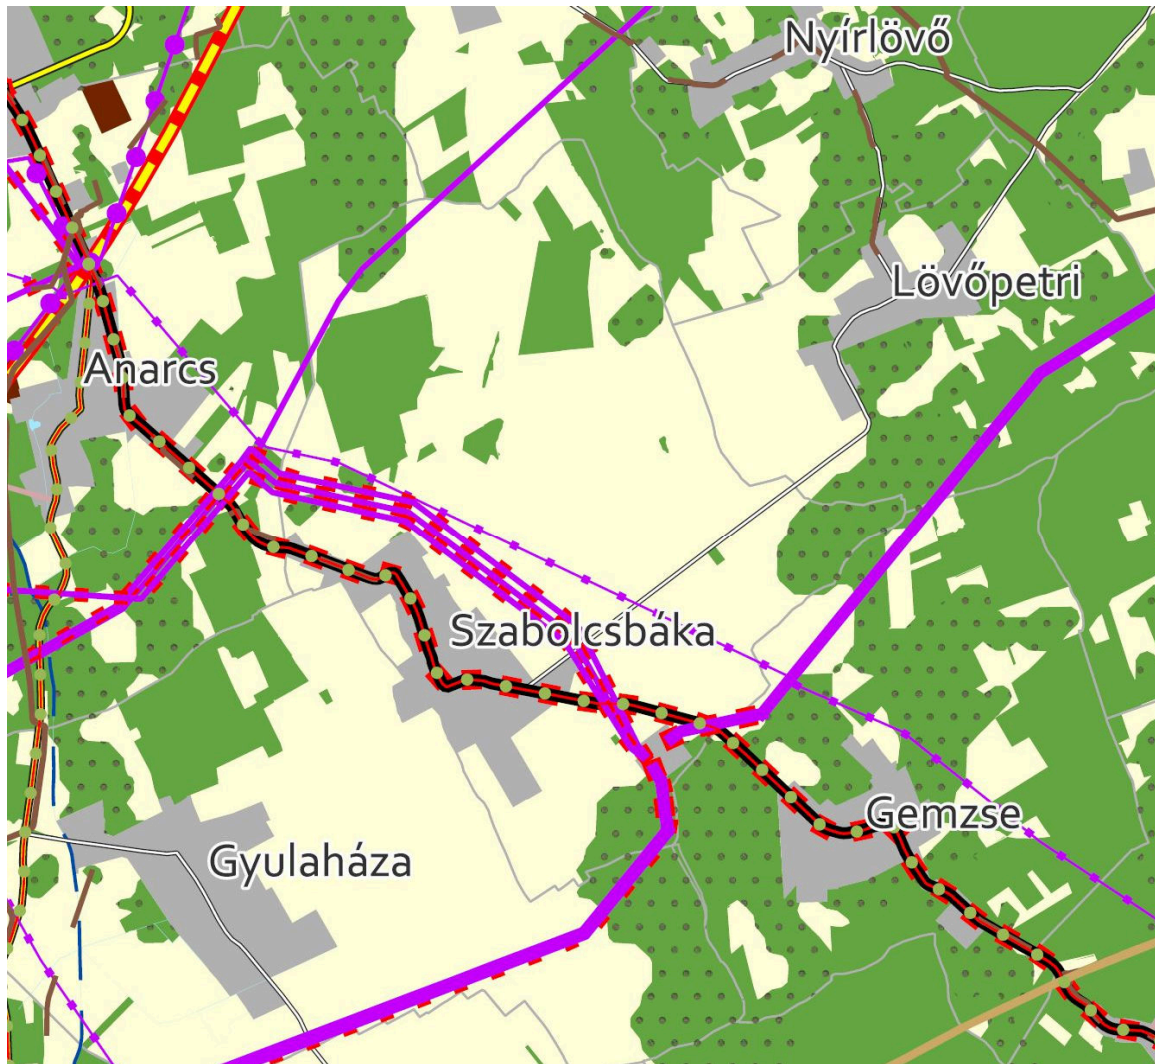 Nyírlövő
Lövőpetri
Anarcs
Szabolcsbáka
Gemzse
Gyulaháza